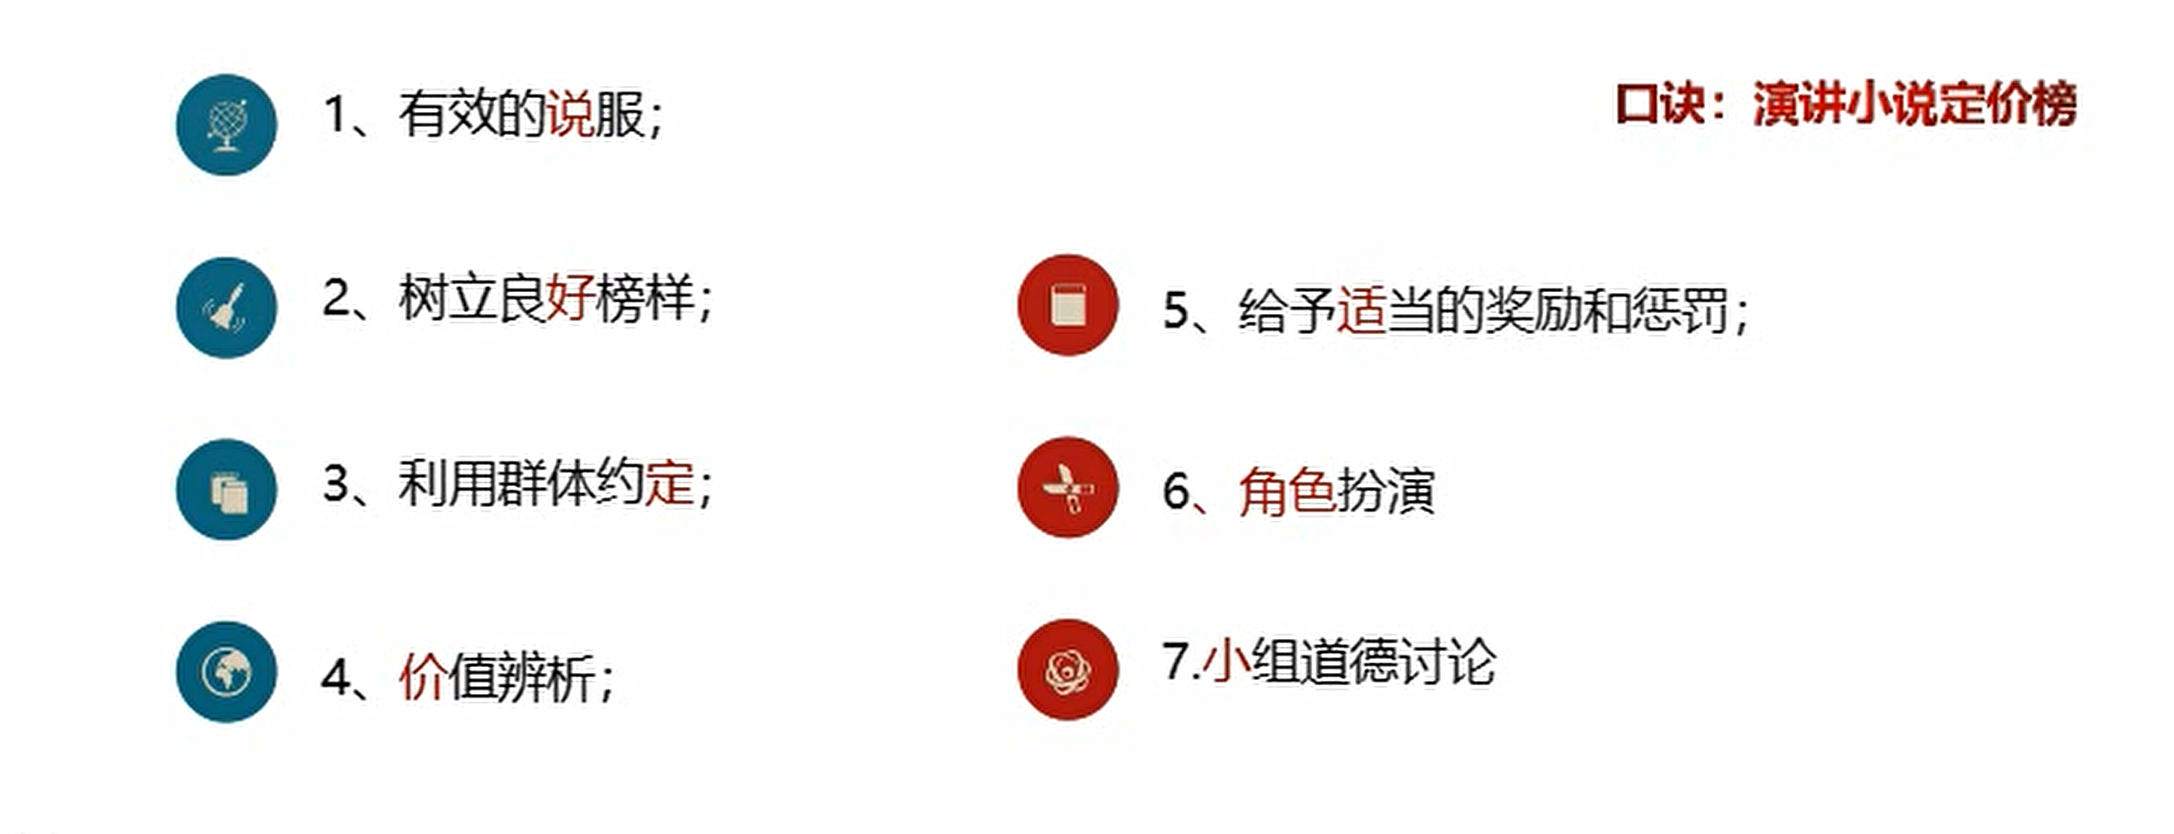 1、有效的说服；
口诀：演讲小说定价榜
2、树立良好榜样；
3、利用群体约定；
4、价值辨析；
5、给予适当的奖励和惩罚；
6、角色扮演
7.小组道德讨论